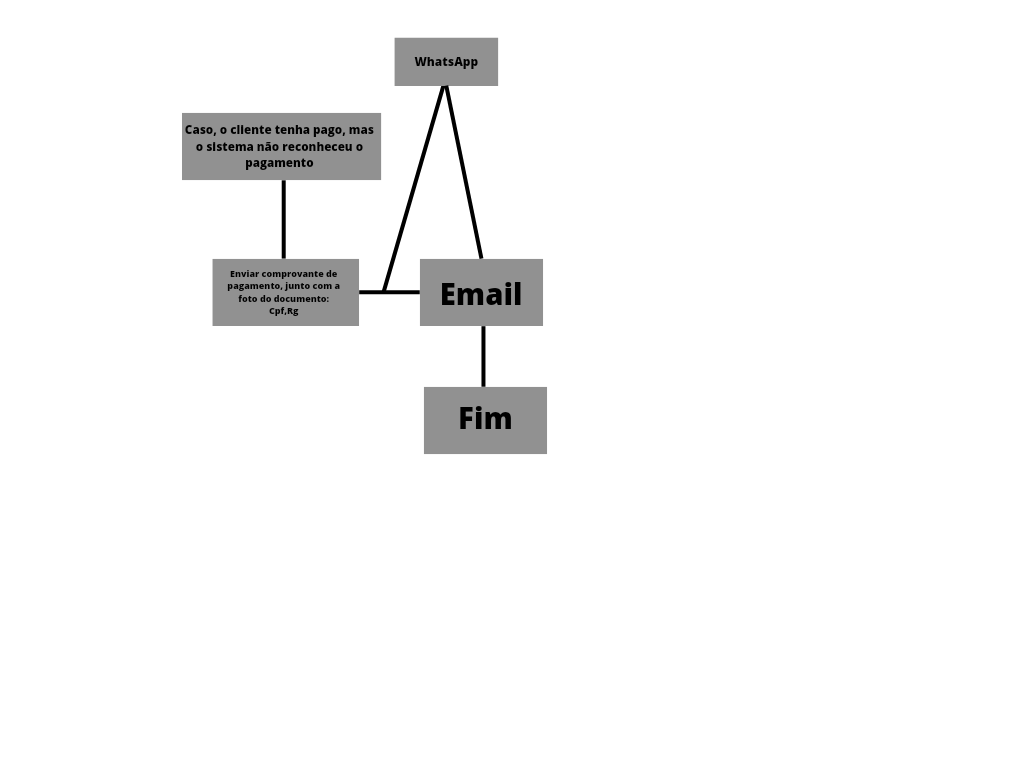 WhatsApp
Caso, o cliente tenha pago, mas
o sistema não reconheceu o
pagamento
Enviar comprovante de
pagamento, junto com a
foto do documento:
Cpf,Rg
Email
Fim